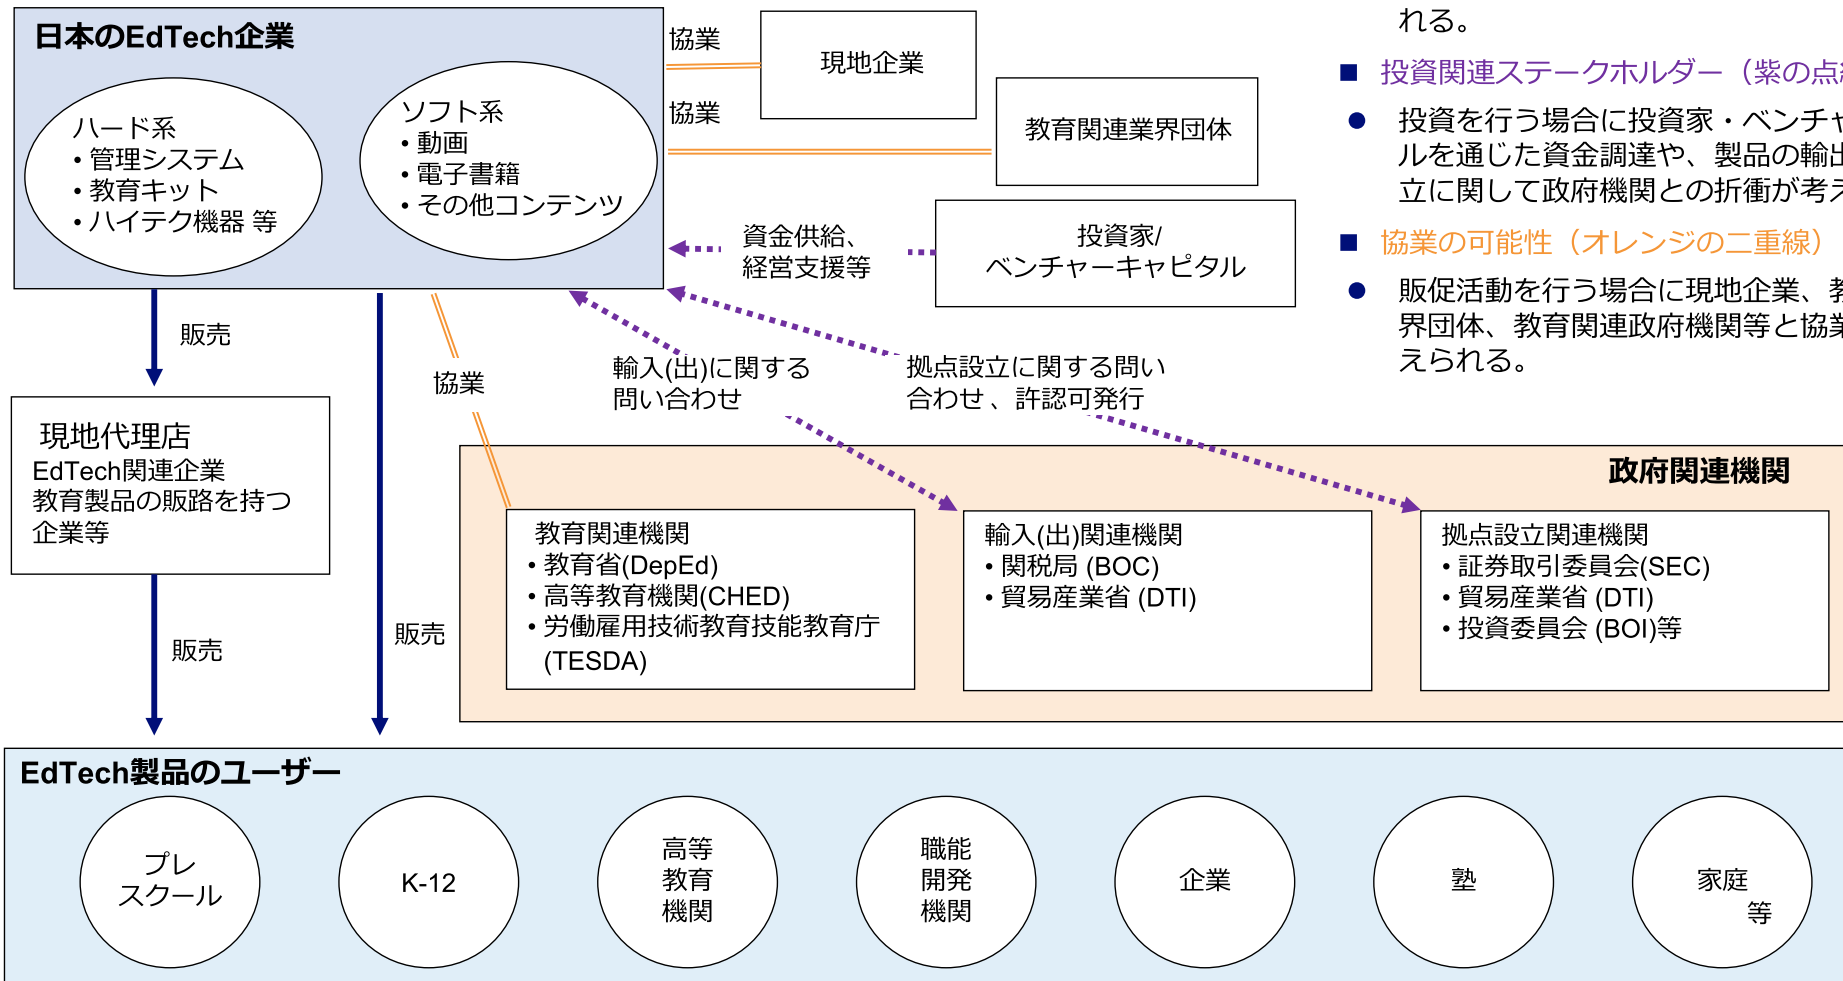 日本のEdTech企業
ハード系
• 管理システム
• 教育キット
• ハイテク機器 等
ソフト系
• 動画
• 電子書籍
• その他コンテンツ
協業
現地企業
協業
教育関連業界団体
資金供給、
経営支援等
投資家/
ベンチャーキャピタル
れる。
■ 投資関連ステークホルダー（紫の点
● 投資を行う場合に投資家・ベンチャ
ルを通じた資金調達や、製品の輸出
立に関して政府機関との折衝が考え
■ 協業の可能性（オレンジの二重線）
● 販促活動を行う場合に現地企業、教
界団体、教育関連政府機関等と協業
えられる。
販売
協業
輸入(出)に関する
問い合わせ
拠点設立に関する問い
合わせ 、許認可発行
現地代理店
EdTech関連企業
教育製品の販路を持つ
企業等
販売
販売
政府関連機関
教育関連機関
• 教育省(DepEd)
• 高等教育機関(CHED)
• 労働雇用技術教育技能教育庁
(TESDA)
輸入(出)関連機関
• 関税局 (BOC)
• 貿易産業省 (DTI)
拠点設立関連機関
• 証券取引委員会(SEC)
• 貿易産業省 (DTI)
• 投資委員会 (BOI)等
EdTech製品のユーザー
プレ
スクール
K-12
高等
教育
機関
職能
開発
機関
企業
塾
家庭
等